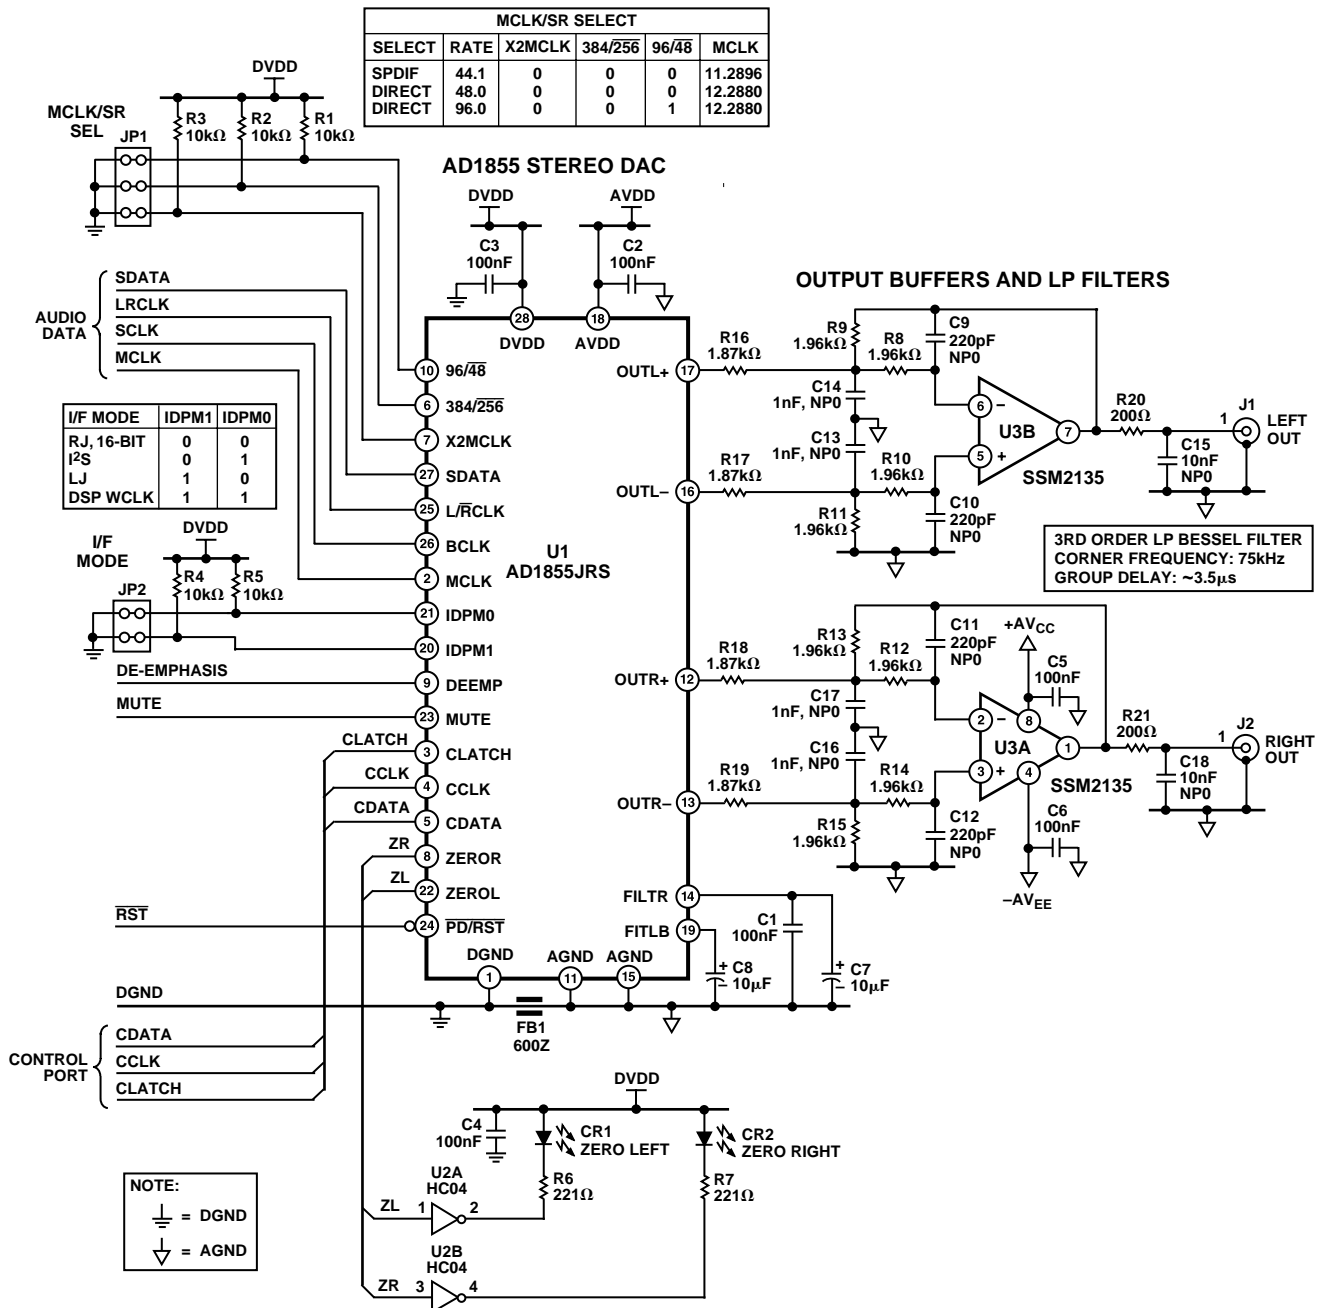 MCLK/SR SELECT
SELECT RATE X2MCLK 384/256 96/48 MCLK
SPDIF 44.1 0 0 0 11.2896
DIRECT 48.0 0 0 0 12.2880
DIRECT 96.0 0 0 1 12.2880
DVDD
MCLK/SR
SEL
JP1
R3
10kΩ
R2
10kΩ
R1
10kΩ
AD1855 STEREO DAC
DVDD
AVDD
C3
100nF
C2
100nF
AUDIO
DATA
SDATA
LRCLK
SCLK
MCLK
I/F MODE IDPM1 IDPM0
RJ, 16-BIT 0 0
I2S 0 1
LJ 1 0
DSP WCLK 1 1
I/F
MODE
DVDD
JP2
R4
10kΩ
R5
10kΩ
DE-EMPHASIS
MUTE
CLATCH
CCLK
CDATA
ZR
ZL
RST
28
DVDD
18
AVDD
10 96/48
6 384/256
7 X2MCLK
27 SDATA
25 L/RCLK
26 BCLK
2 MCLK
21 IDPM0
20 IDPM1
9 DEEMP
23 MUTE
3 CLATCH
4 CCLK
5 CDATA
8 ZEROR
22 ZEROL
24 PD/RST
U1
AD1855JRS
OUTL+ 17
OUTL– 16
OUTR+ 12
OUTR– 13
FILTR 14
FITLB 19
DGND
1
AGND
11
AGND
15
OUTPUT BUFFERS AND LP FILTERS
R16
1.87kΩ
R9
1.96kΩ
R8
1.96kΩ
C9
220pF
NP0
C14
1nF, NP0
C13
1nF, NP0
R17
1.87kΩ
R10
1.96kΩ
R11
1.96kΩ
C10
220pF
NP0
6 –
5 +
U3B
7
SSM2135
R20
200Ω
C15
10nF
NP0
1
J1
LEFT
OUT
3RD ORDER LP BESSEL FILTER
CORNER FREQUENCY: 75kHz
GROUP DELAY: ~3.5μs
R18
1.87kΩ
R13
1.96kΩ
R12
1.96kΩ
C11
220pF
NP0
+AVCC
C5
100nF
C17
1nF, NP0
C16
1nF, NP0
R19
1.87kΩ
R14
1.96kΩ
R15
1.96kΩ
C12
220pF
NP0
2 –
8
3 +
4
U3A
1
SSM2135
C6
100nF
–AVEE
R21
200Ω
C18
10nF
NP0
1
J2
RIGHT
OUT
C1
100nF
+
–
C8
10μF
+
–
C7
10μF
DGND
FB1
600Z
CONTROL
PORT
CDATA
CCLK
CLATCH
DVDD
C4
100nF
CR1
ZERO LEFT
CR2
ZERO RIGHT
R6
221Ω
R7
221Ω
U2A
HC04
ZL 1 2
U2B
HC04
ZR 3 4
NOTE:
= DGND
= AGND